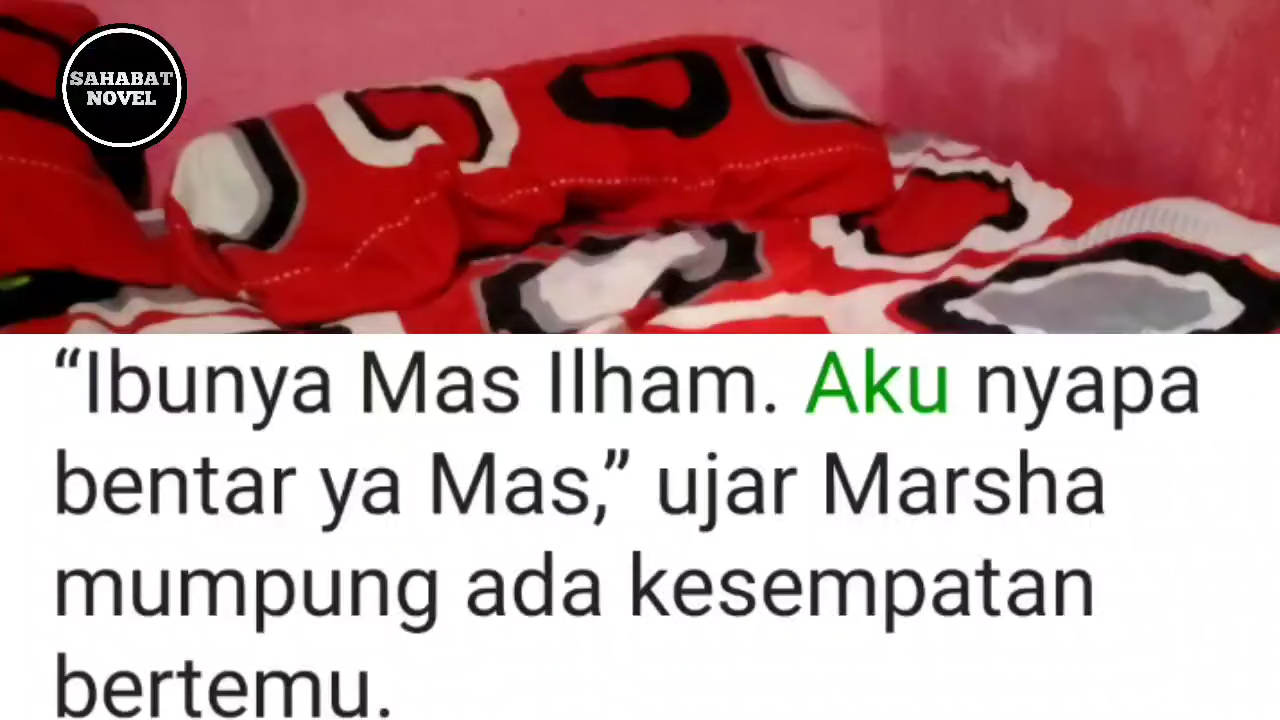 SAHABAT
NOVEL
“Ibunya Mas Ilham. Aku nyapa
bentar ya Mas,” ujar Marsha
mumpung ada kesempatan
bertemu.